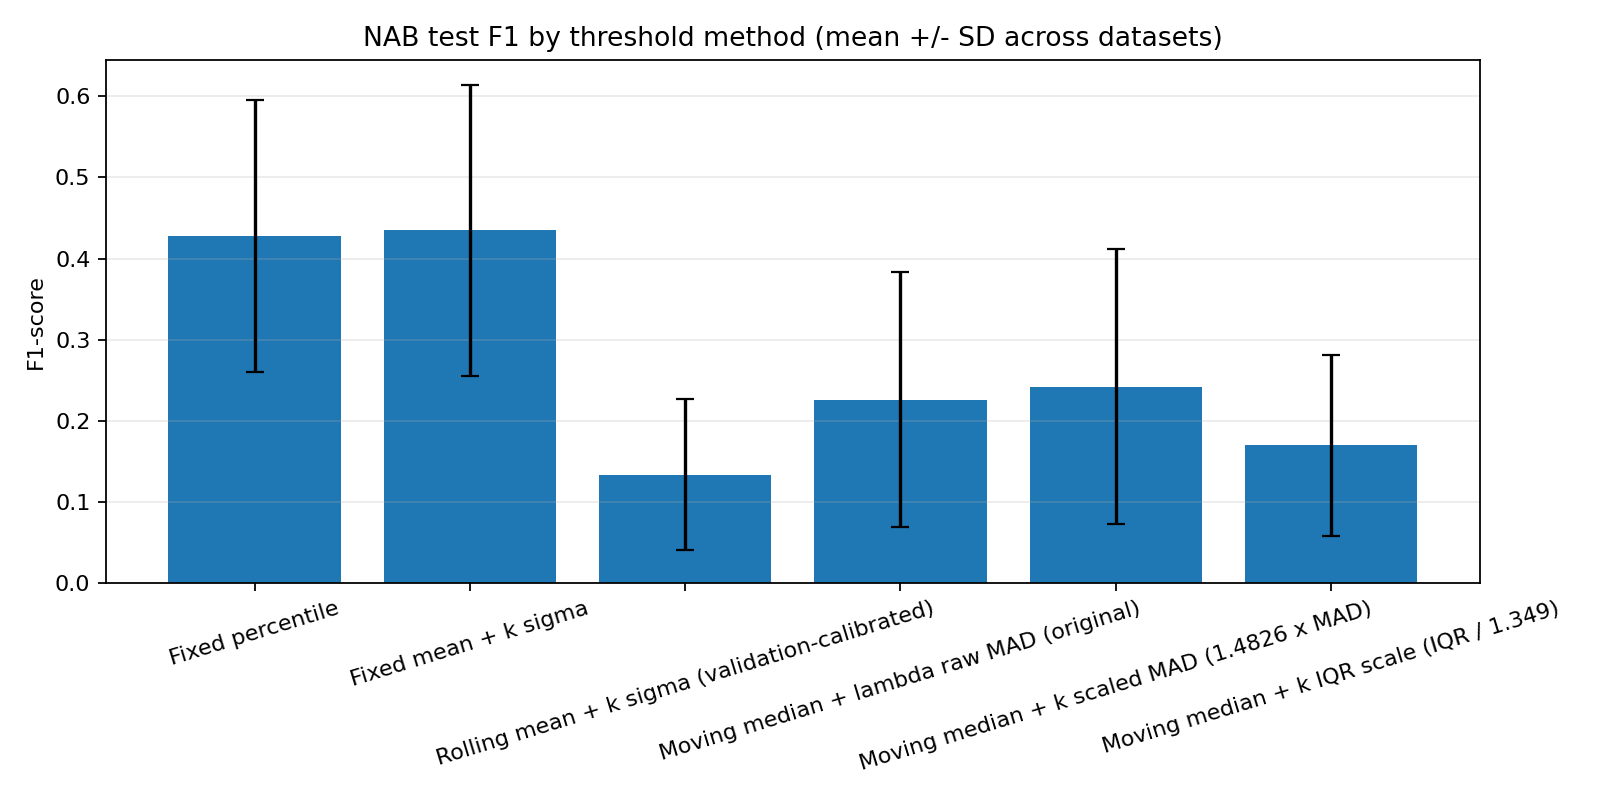 NAB test F1 by threshold method (mean +/- SD across datasets)
F1-score
0.6
0.5
0.4
0.3
0.2
0.1
0.0
Fixed percentile
Fixed mean + k sigma
Rolling mean + k sigma (validation-calibrated)
Moving median + lambda raw MAD (original)
Moving median + k scaled MAD (1.4826 x MAD)
Moving median + k IQR scale (IQR / 1.349)